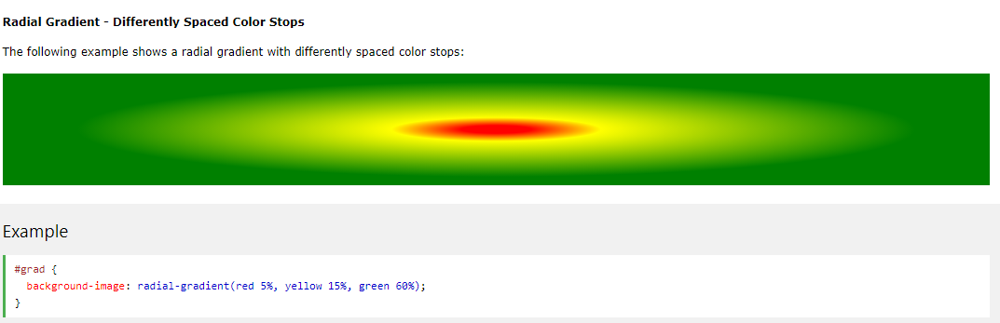 Radial Gradient - Differently Spaced Color Stops
The following example shows a radial gradient with differently spaced color stops:
Example
#grad {
  background-image: radial-gradient(red 5%, yellow 15%, green 60%);
}